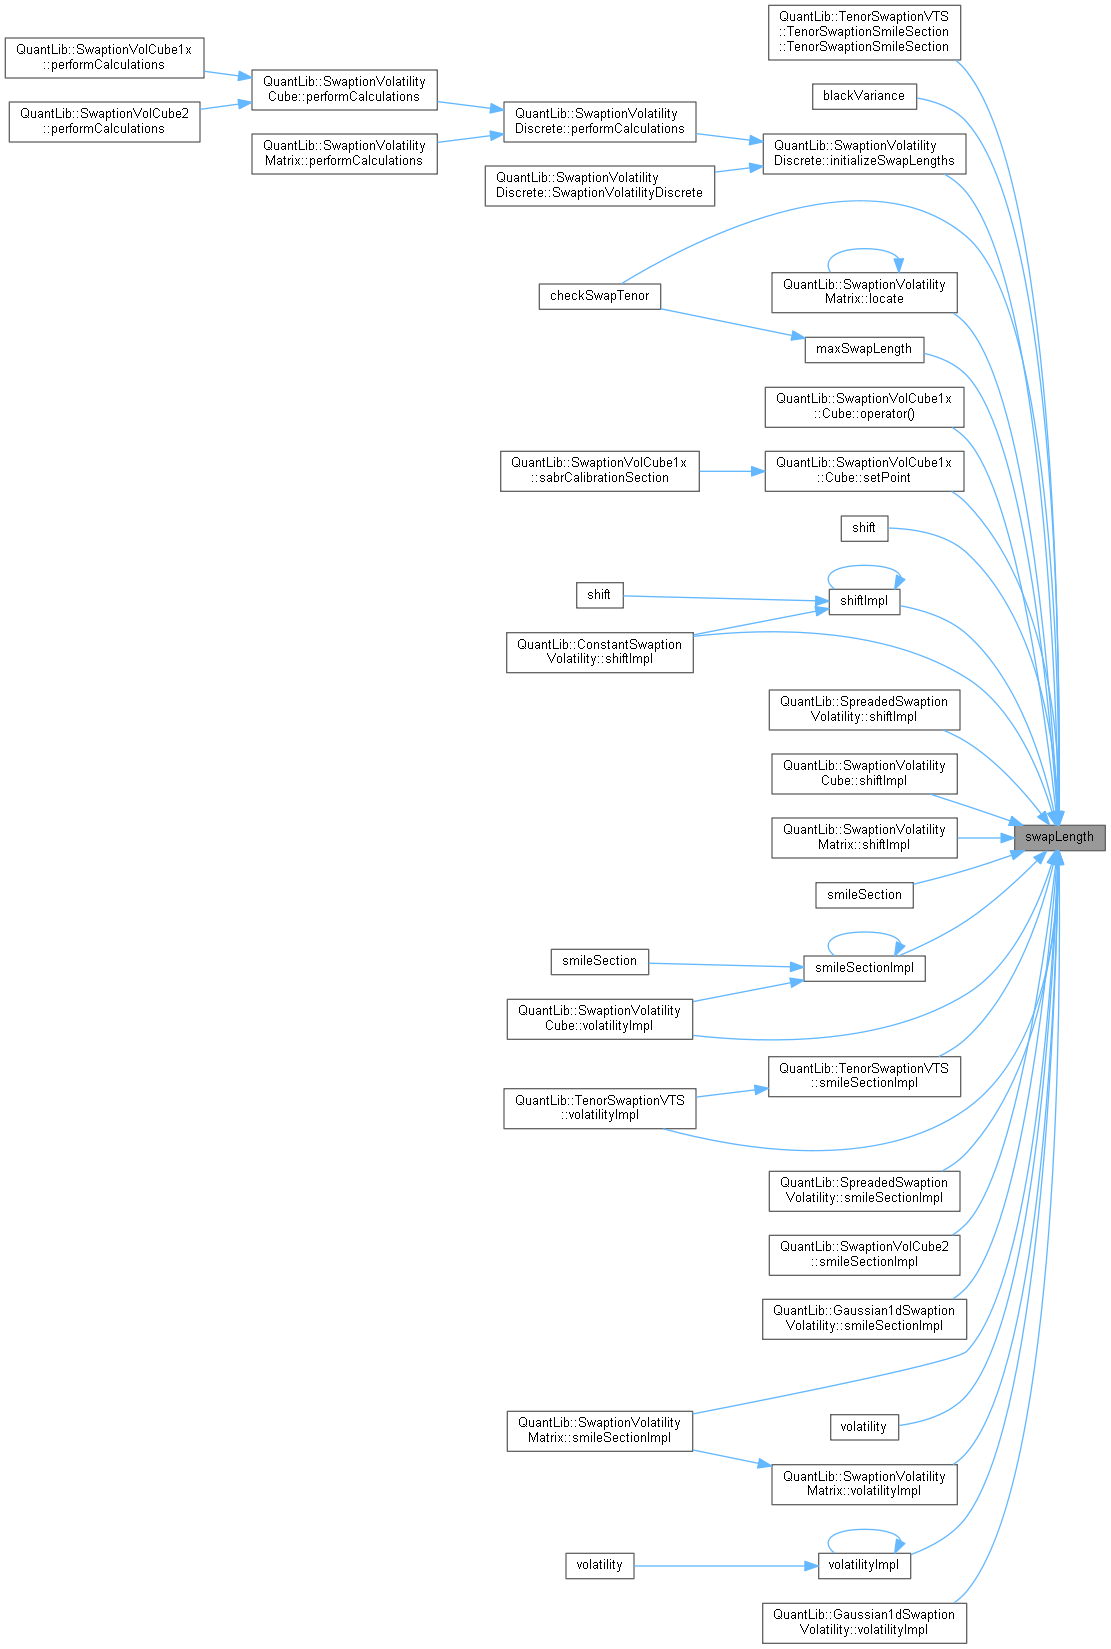 QuantLib::TenorSwaptionVTS
::TenorSwaptionSmileSection
::TenorSwaptionSmileSection
QuantLib::SwaptionVolCube1x
::performCalculations
QuantLib::SwaptionVolatility
Cube::performCalculations
blackVariance
QuantLib::SwaptionVolCube2
::performCalculations
QuantLib::SwaptionVolatility
Discrete::performCalculations
QuantLib::SwaptionVolatility
Matrix::performCalculations
QuantLib::SwaptionVolatility
Discrete::initializeSwapLengths
QuantLib::SwaptionVolatility
Discrete::SwaptionVolatilityDiscrete
checkSwapTenor
QuantLib::SwaptionVolatility
Matrix::locate
maxSwapLength
QuantLib::SwaptionVolCube1x
::Cube::operator()
QuantLib::SwaptionVolCube1x
::sabrCalibrationSection
QuantLib::SwaptionVolCube1x
::Cube::setPoint
shift
shift
shiftImpl
QuantLib::ConstantSwaption
Volatility::shiftImpl
QuantLib::SpreadedSwaption
Volatility::shiftImpl
QuantLib::SwaptionVolatility
Cube::shiftImpl
QuantLib::SwaptionVolatility
Matrix::shiftImpl
swapLength
smileSection
smileSection
smileSectionImpl
QuantLib::SwaptionVolatility
Cube::volatilityImpl
QuantLib::TenorSwaptionVTS
::smileSectionImpl
QuantLib::TenorSwaptionVTS
::volatilityImpl
QuantLib::SpreadedSwaption
Volatility::smileSectionImpl
QuantLib::SwaptionVolCube2
::smileSectionImpl
QuantLib::Gaussian1dSwaption
Volatility::smileSectionImpl
QuantLib::SwaptionVolatility
Matrix::smileSectionImpl
volatility
QuantLib::SwaptionVolatility
Matrix::volatilityImpl
volatility
volatilityImpl
QuantLib::Gaussian1dSwaption
Volatility::volatilityImpl